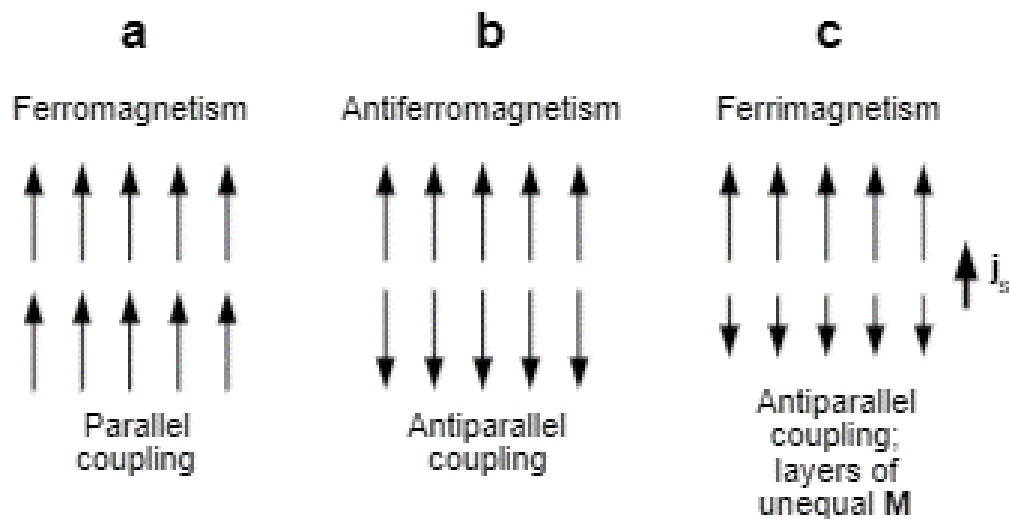 a
b
c
Ferromagnetism
Antiferromagnetism
Ferrimagnetism
js
Parallel
coupling
Antiparallel
coupling
Antiparallel
coupling;
layers of
unequal M